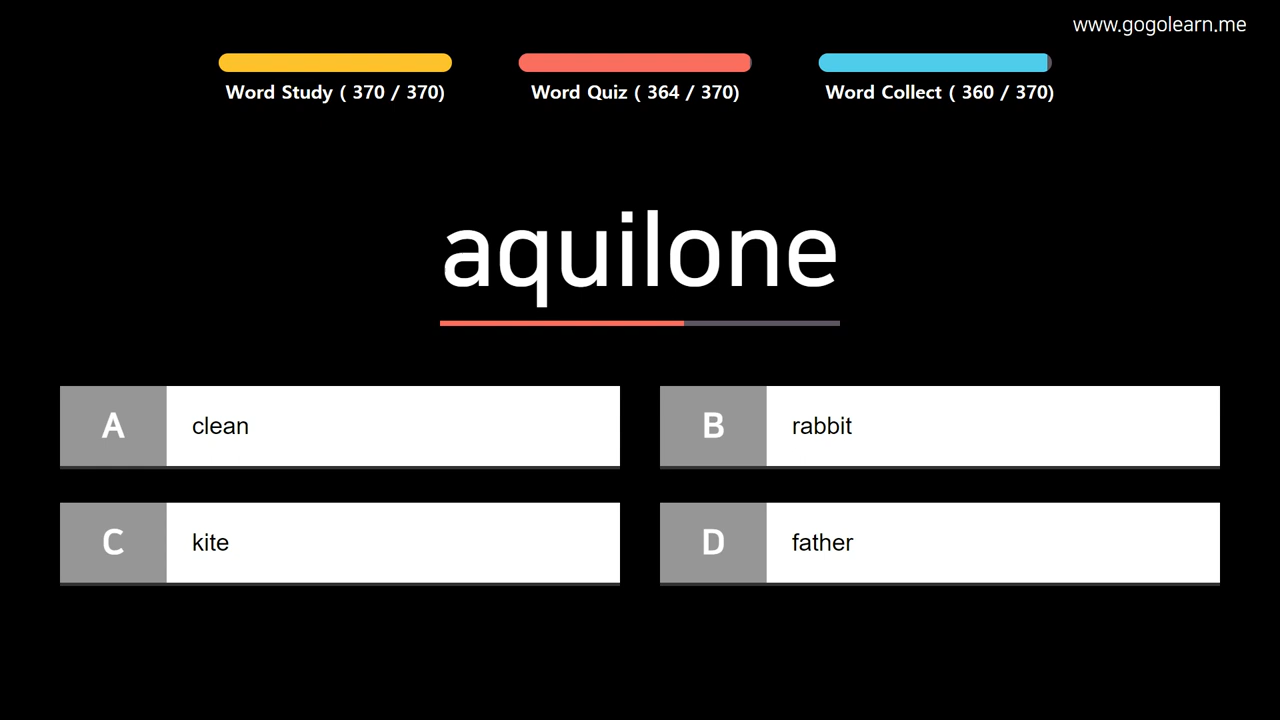 www.gogolearn.me
Word Study ( 370 / 370)
Word Quiz ( 364 / 370)
Word Collect ( 360 / 370)
aquilone
A clean
B rabbit
C kite
D father